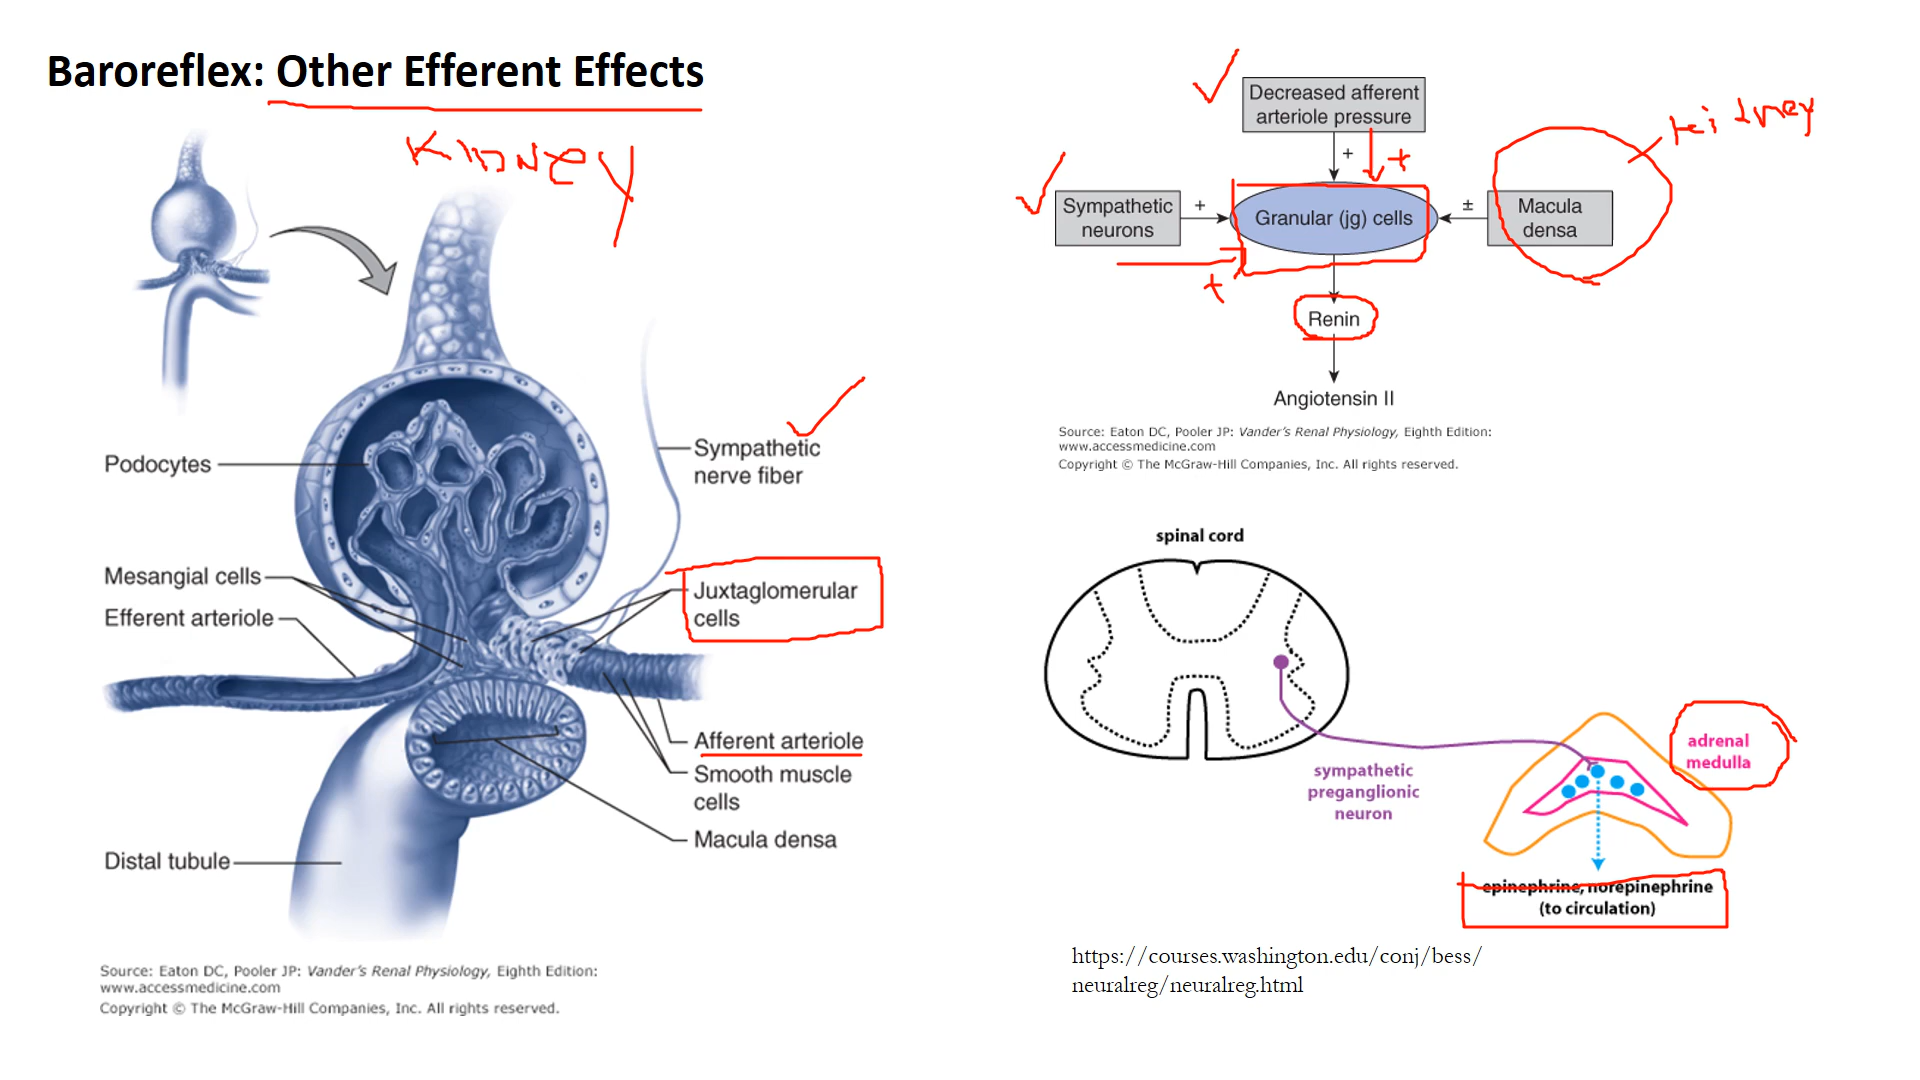 Baroreflex: Other Efferent Effects
Kidney
Podocytes
Mesangial cells
Efferent arteriole
Distal tubule
Sympathetic
nerve fiber
Juxtaglomerular
cells
Afferent arteriole
Smooth muscle
cells
Macula densa
Source: Eaton DC, Pooler JP: Vander's Renal Physiology, Eighth Edition:
www.accessmedicine.com
Copyright © The McGraw-Hill Companies, Inc. All rights reserved.
Decreased afferent
arteriole pressure
+
+
Sympathetic
neurons
+
+
Granular (jg) cells
±
Macula
densa
kidney
Renin
Angiotensin II
Source: Eaton DC, Pooler JP: Vander's Renal Physiology, Eighth Edition:
www.accessmedicine.com
Copyright © The McGraw-Hill Companies, Inc. All rights reserved.
spinal cord
sympathetic
preganglionic
neuron
adrenal
medulla
epinephrine, norepinephrine
(to circulation)
https://courses.washington.edu/conj/bess/
neuralreg/neuralreg.html